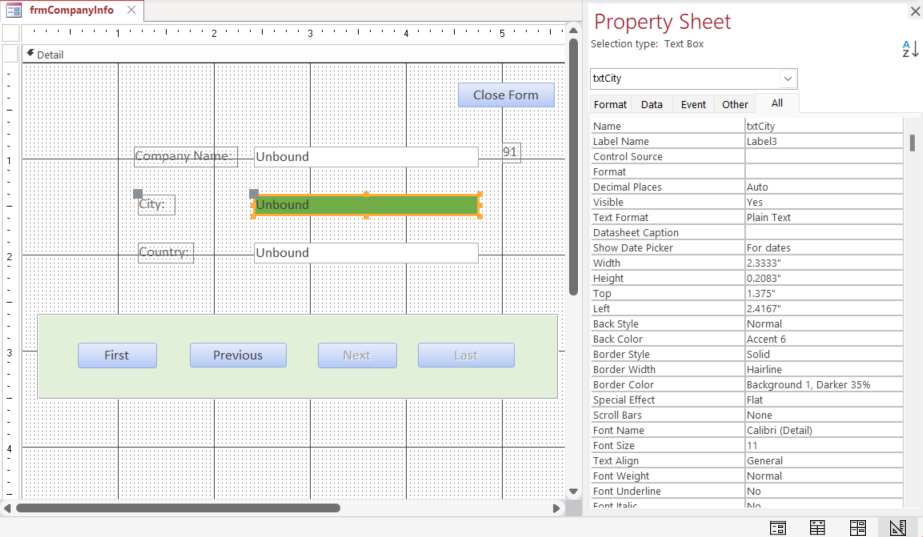 frmCompanyInfo
1 2 3 4 5
Detail
Close Form
1
Company Name:
Unbound
91
City:
Unbound
2
Country:
Unbound
3
First
Previous
Next
Last
4
Property Sheet
Selection type: Text Box
A
Z
txtCity
Format Data Event Other All
Name txtCity
Label Name Label3
Control Source
Format
Decimal Places Auto
Visible Yes
Text Format Plain Text
Datasheet Caption
Show Date Picker For dates
Width 2.3333"
Height 0.2083"
Top 1.375"
Left 2.4167"
Back Style Normal
Back Color Accent 6
Border Style Solid
Border Width Hairline
Border Color Background 1, Darker 35%
Special Effect Flat
Scroll Bars None
Font Name Calibri (Detail)
Font Size 11
Text Align General
Font Weight Normal
Font Underline No
Font Italic No